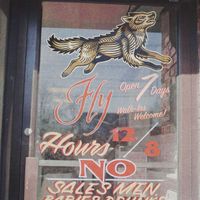 Open 7 Days
Fly
Walk-Ins
Welcome!
Hours 12
8
NO
SALESMEN